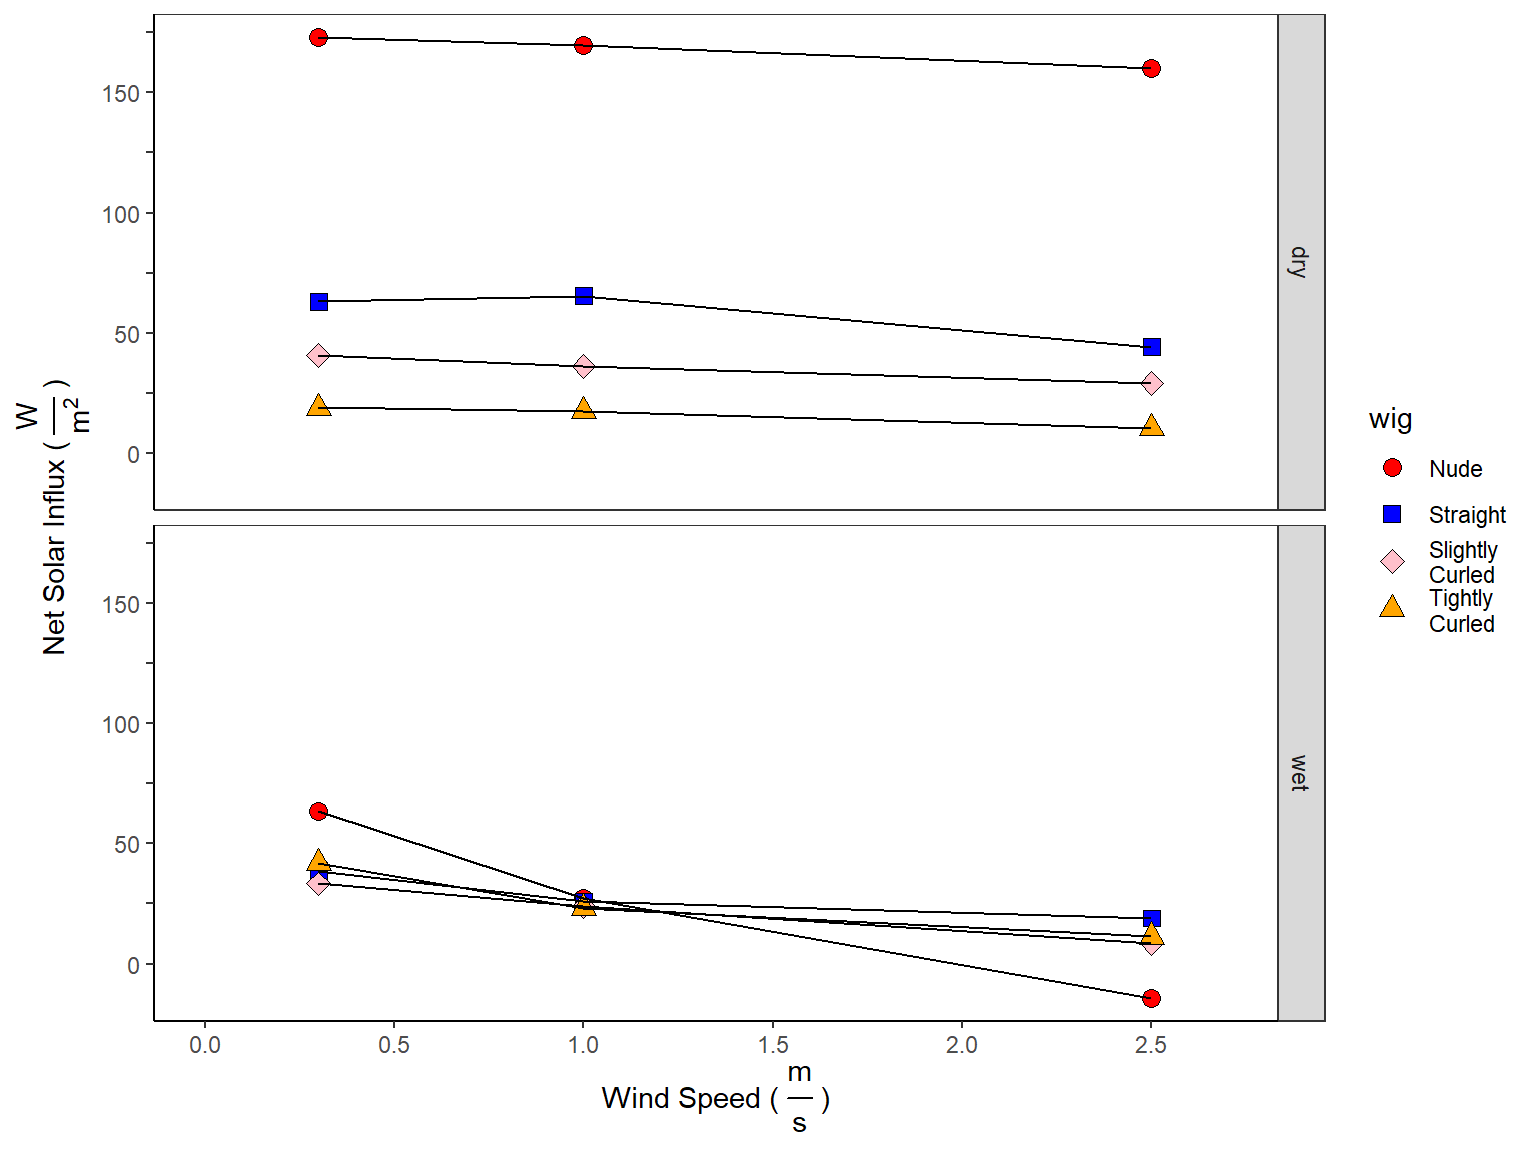 150
100
50
0
dry
150
100
50
0
wet
Net Solar Influx ( W/m² )
0.0 0.5 1.0 1.5 2.0 2.5
Wind Speed ( m/s )
wig
Nude
Straight
Slightly
Curled
Tightly
Curled